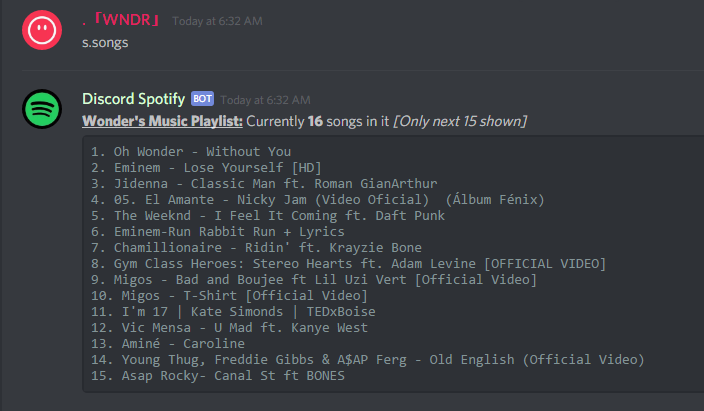 .「WNDR」 Today at 6:32 AM
s.songs
Discord Spotify BOT Today at 6:32 AM
Wonder's Music Playlist: Currently 16 songs in it [Only next 15 shown]
1. Oh Wonder - Without You
2. Eminem - Lose Yourself [HD]
3. Jidenna - Classic Man ft. Roman GianArthur
4. 05. El Amante - Nicky Jam (Video Oficial)  (Álbum Fénix)
5. The Weeknd - I Feel It Coming ft. Daft Punk
6. Eminem-Run Rabbit Run + Lyrics
7. Chamillionaire - Ridin' ft. Krayzie Bone
8. Gym Class Heroes: Stereo Hearts ft. Adam Levine [OFFICIAL VIDEO]
9. Migos - Bad and Boujee ft Lil Uzi Vert [Official Video]
10. Migos - T-Shirt [Official Video]
11. I'm 17 | Kate Simonds | TEDxBoise
12. Vic Mensa - U Mad ft. Kanye West
13. Aminé - Caroline
14. Young Thug, Freddie Gibbs & A$AP Ferg - Old English (Official Video)
15. Asap Rocky- Canal St ft BONES